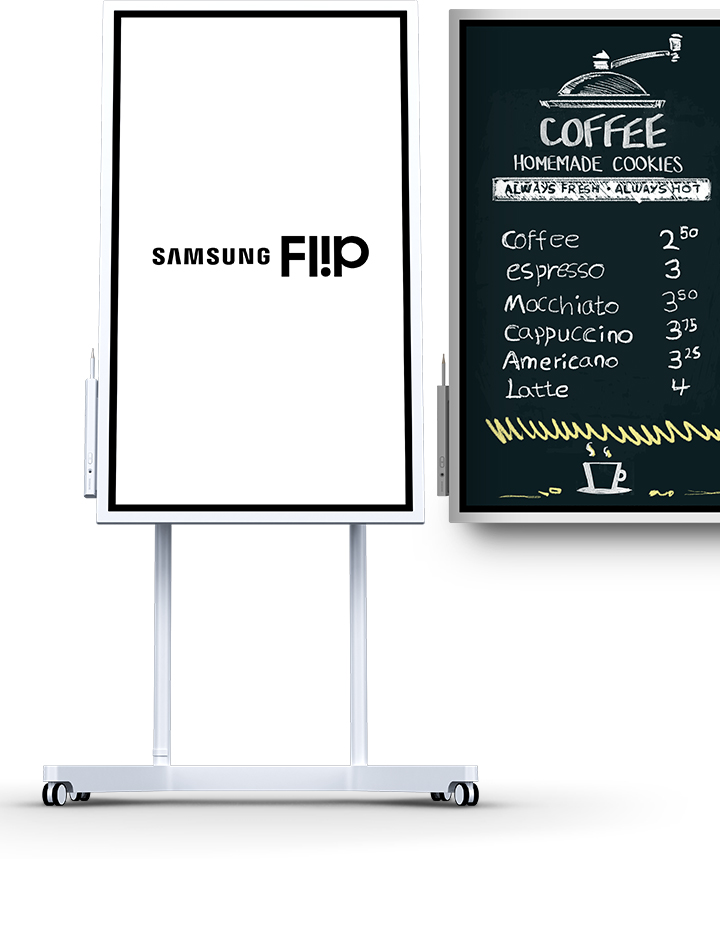 SAMSUNG Flip
COFFEE
HOMEMADE COOKIES
ALWAYS FRESH · ALWAYS HOT
Coffee 2.50
espresso 3
Mocchiato 3.50
Cappuccino 3.75
Americano 3.25
Latte 4